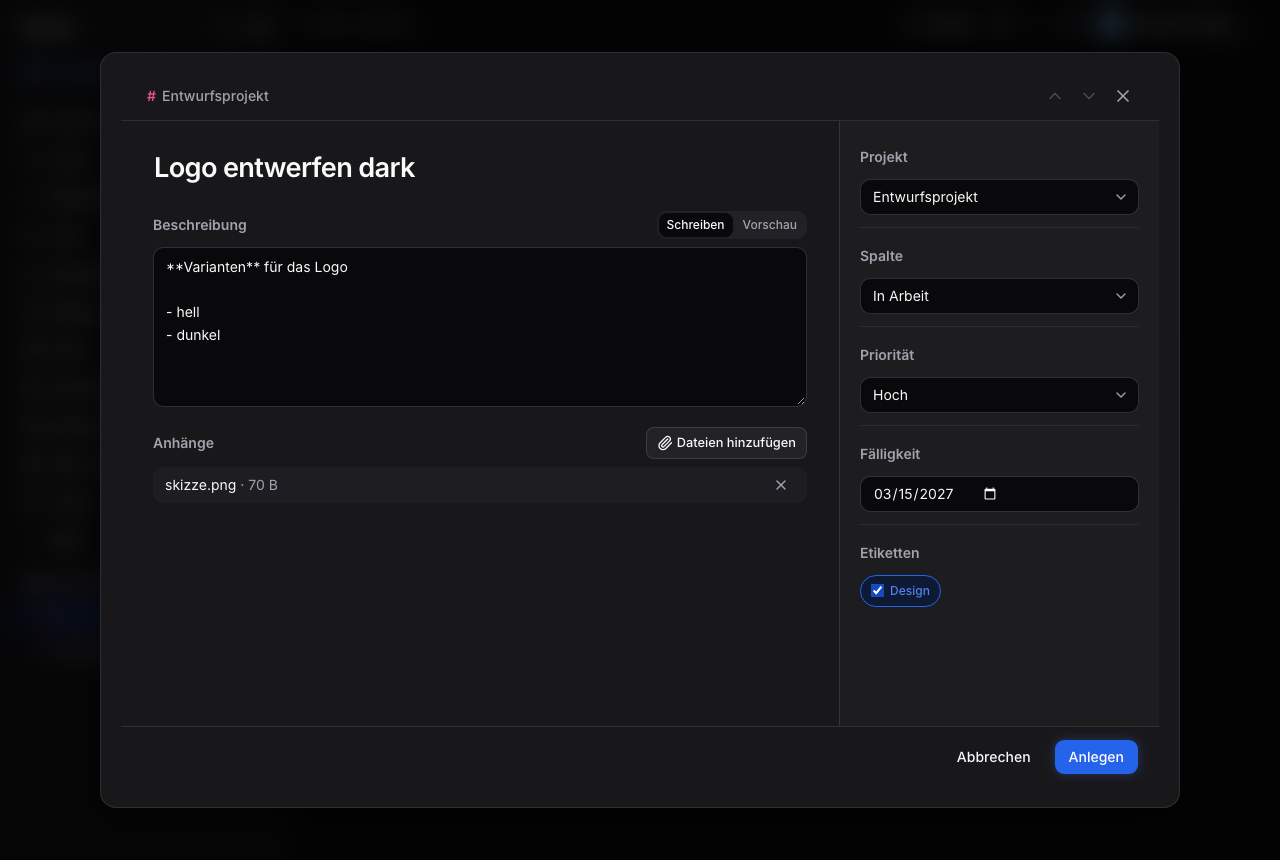 # Entwurfsprojekt
Logo entwerfen dark
Beschreibung
Schreiben
Vorschau
**Varianten** für das Logo
- hell
- dunkel
Anhänge
Dateien hinzufügen
skizze.png · 70 B
Projekt
Entwurfsprojekt
Spalte
In Arbeit
Priorität
Hoch
Fälligkeit
03/15/2027
Etiketten
Design
Abbrechen
Anlegen